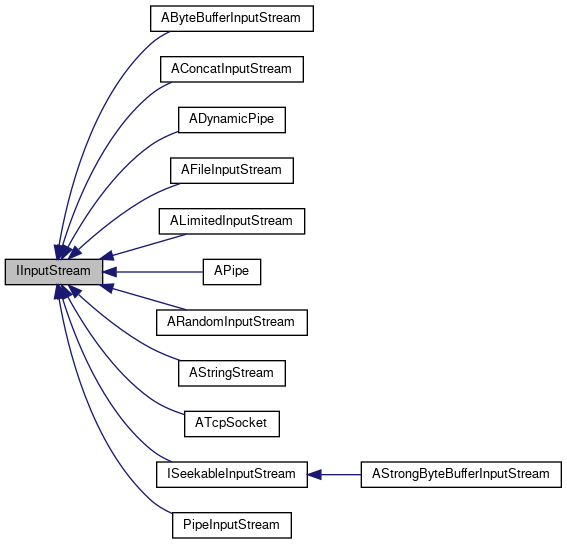 AByteBufferInputStream
AConcatInputStream
ADynamicPipe
AFileInputStream
ALimitedInputStream
IInputStream
APipe
ARandomInputStream
AStringStream
ATcpSocket
ISeekableInputStream
AStrongByteBufferInputStream
PipeInputStream